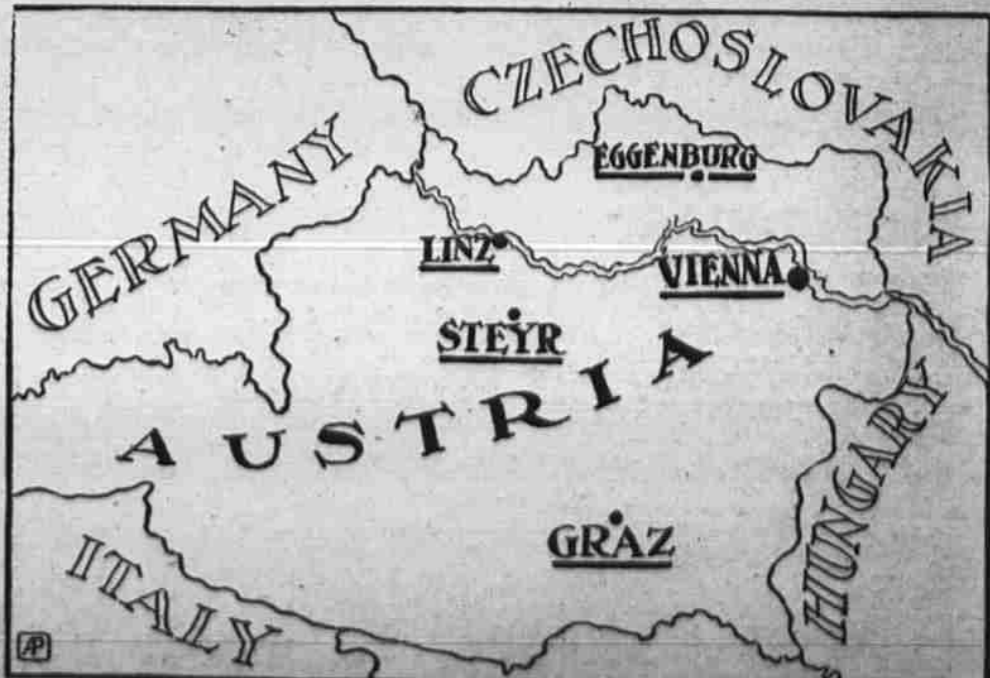 CZECHOSLOVAKIA
GERMANY
EGGENBURG
LINZ
VIENNA
STEYR
AUSTRIA
HUNGARY
GRAZ
ITALY
AP